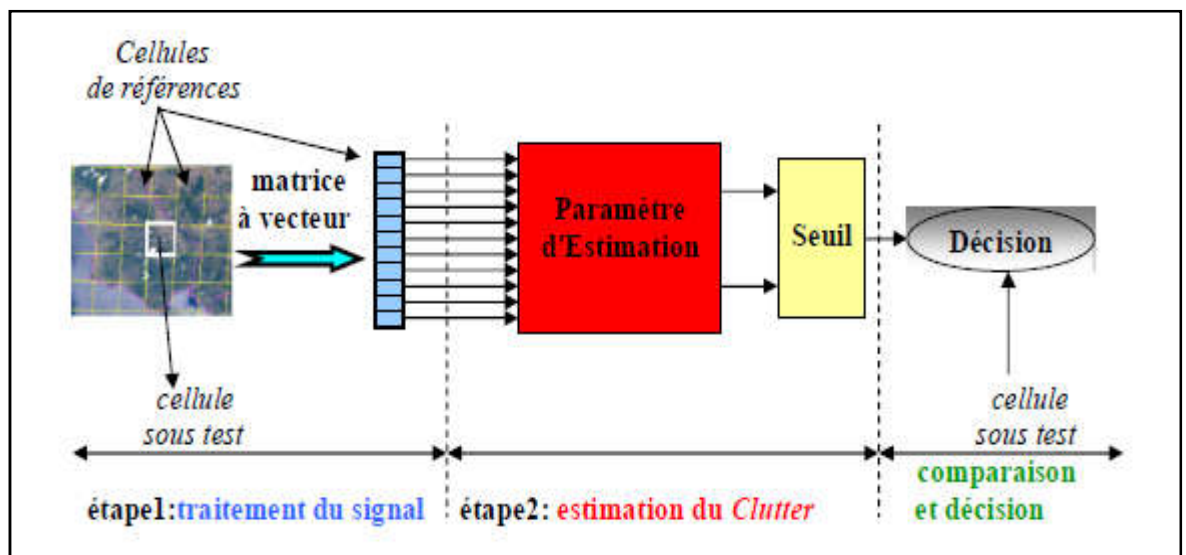 Cellules
de références
matrice
à vecteur
Paramètre
d'Estimation
Seuil
Décision
cellule
sous test
cellule
sous test
étape1:traitement du signal
étape2: estimation du Clutter
comparaison
et décision